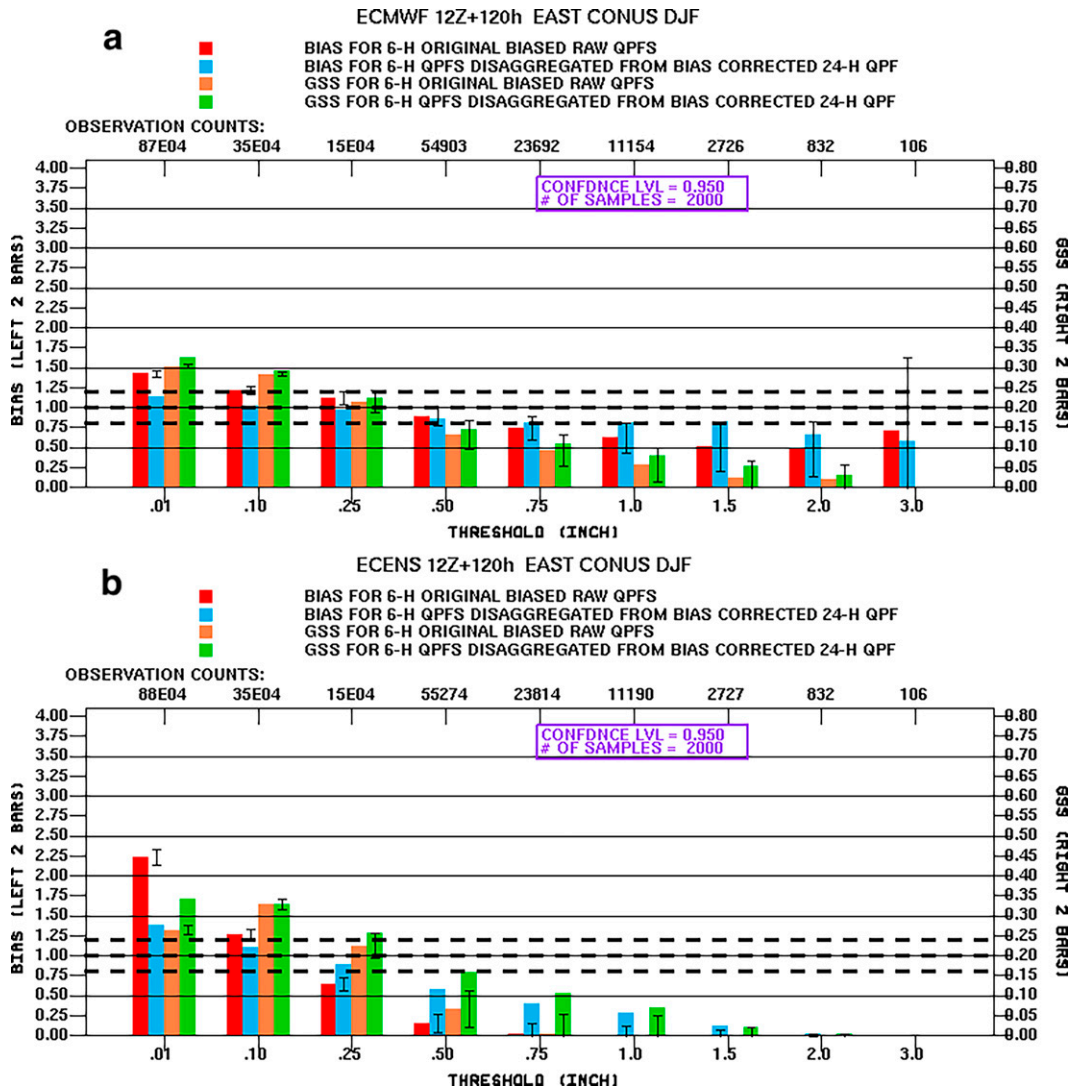 a
ECMWF 12Z+120h EAST CONUS DJF
BIAS FOR 6-H ORIGINAL BIASED RAW QPFS
BIAS FOR 6-H QPFS DISAGGREGATED FROM BIAS CORRECTED 24-H QPF
GSS FOR 6-H ORIGINAL BIASED RAW QPFS
GSS FOR 6-H QPFS DISAGGREGATED FROM BIAS CORRECTED 24-H QPF
OBSERVATION COUNTS:
87E04 35E04 15E04 54903 23692 11154 2726 832 106
CONFDNCE LVL = 0.950
# OF SAMPLES = 2000
BIAS (LEFT 2 BARS)
4.00
3.75
3.50
3.25
3.00
2.75
2.50
2.25
2.00
1.75
1.50
1.25
1.00
0.75
0.50
0.25
0.00
0.80
0.75
0.70
0.65
0.60
0.55
0.50
0.45
0.40
0.35
0.30
0.25
0.20
0.15
0.10
0.05
0.00
GSS (RIGHT 2 BARS)
.01 .10 .25 .50 .75 1.0 1.5 2.0 3.0
THRESHOLD (INCH)
b
ECENS 12Z+120h EAST CONUS DJF
BIAS FOR 6-H ORIGINAL BIASED RAW QPFS
BIAS FOR 6-H QPFS DISAGGREGATED FROM BIAS CORRECTED 24-H QPF
GSS FOR 6-H ORIGINAL BIASED RAW QPFS
GSS FOR 6-H QPFS DISAGGREGATED FROM BIAS CORRECTED 24-H QPF
OBSERVATION COUNTS:
88E04 35E04 15E04 55274 23814 11190 2727 832 106
CONFDNCE LVL = 0.950
# OF SAMPLES = 2000
BIAS (LEFT 2 BARS)
4.00
3.75
3.50
3.25
3.00
2.75
2.50
2.25
2.00
1.75
1.50
1.25
1.00
0.75
0.50
0.25
0.00
0.80
0.75
0.70
0.65
0.60
0.55
0.50
0.45
0.40
0.35
0.30
0.25
0.20
0.15
0.10
0.05
0.00
GSS (RIGHT 2 BARS)
.01 .10 .25 .50 .75 1.0 1.5 2.0 3.0
THRESHOLD (INCH)